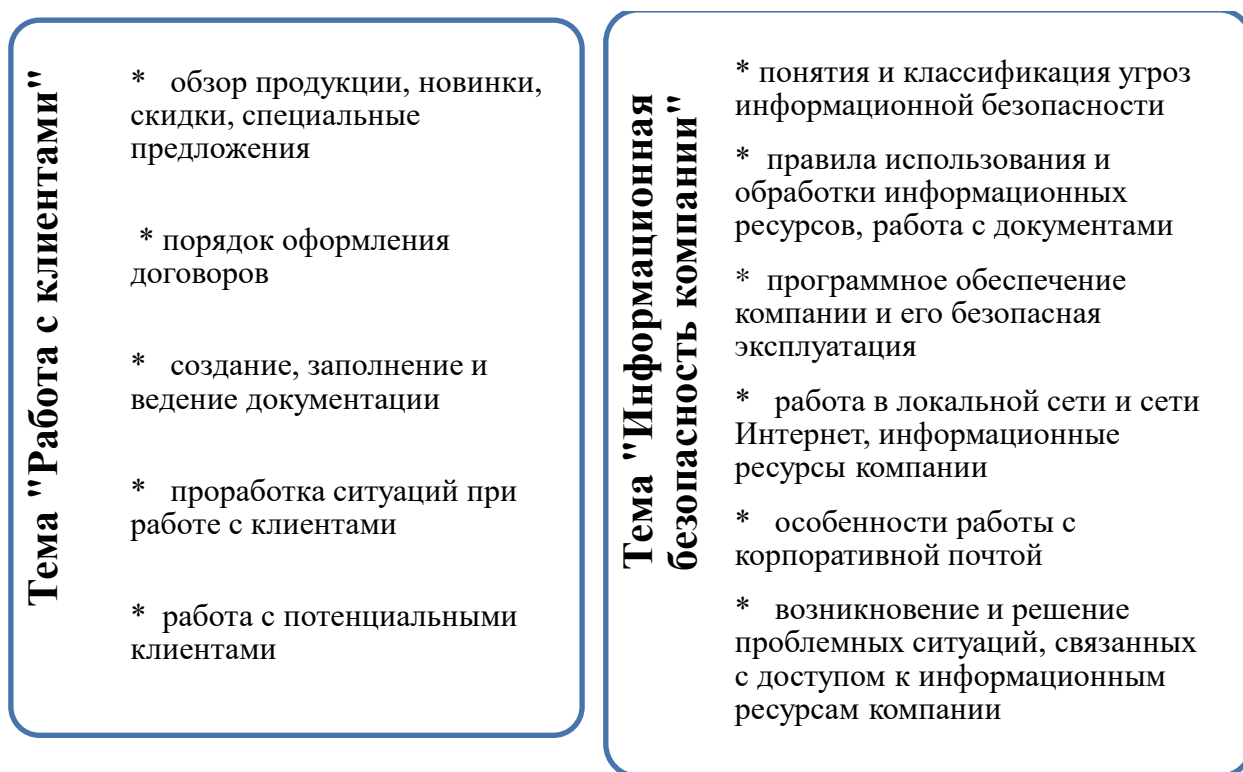 Тема "Работа с клиентами"
* обзор продукции, новинки,
скидки, специальные
предложения
* порядок оформления
договоров
* создание, заполнение и
ведение документации
* проработка ситуаций при
работе с клиентами
* работа с потенциальными
клиентами
Тема "Информационная
безопасность компании"
* понятия и классификация угроз
информационной безопасности
* правила использования и
обработки информационных
ресурсов, работа с документами
* программное обеспечение
компании и его безопасная
эксплуатация
* работа в локальной сети и сети
Интернет, информационные
ресурсы компании
* особенности работы с
корпоративной почтой
* возникновение и решение
проблемных ситуаций, связанных
с доступом к информационным
ресурсам компании